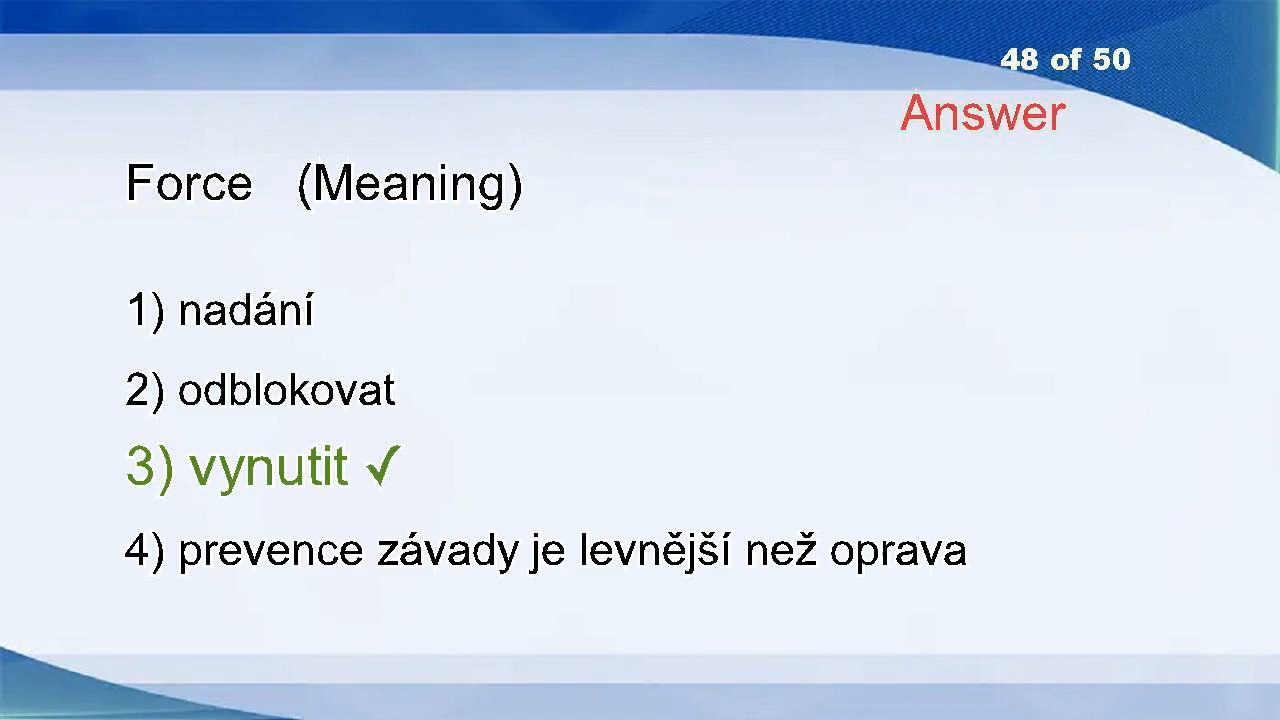 48 of 50
Answer
Force (Meaning)
1) nadání
2) odblokovat
3) vynutit ✓
4) prevence závady je levnější než oprava